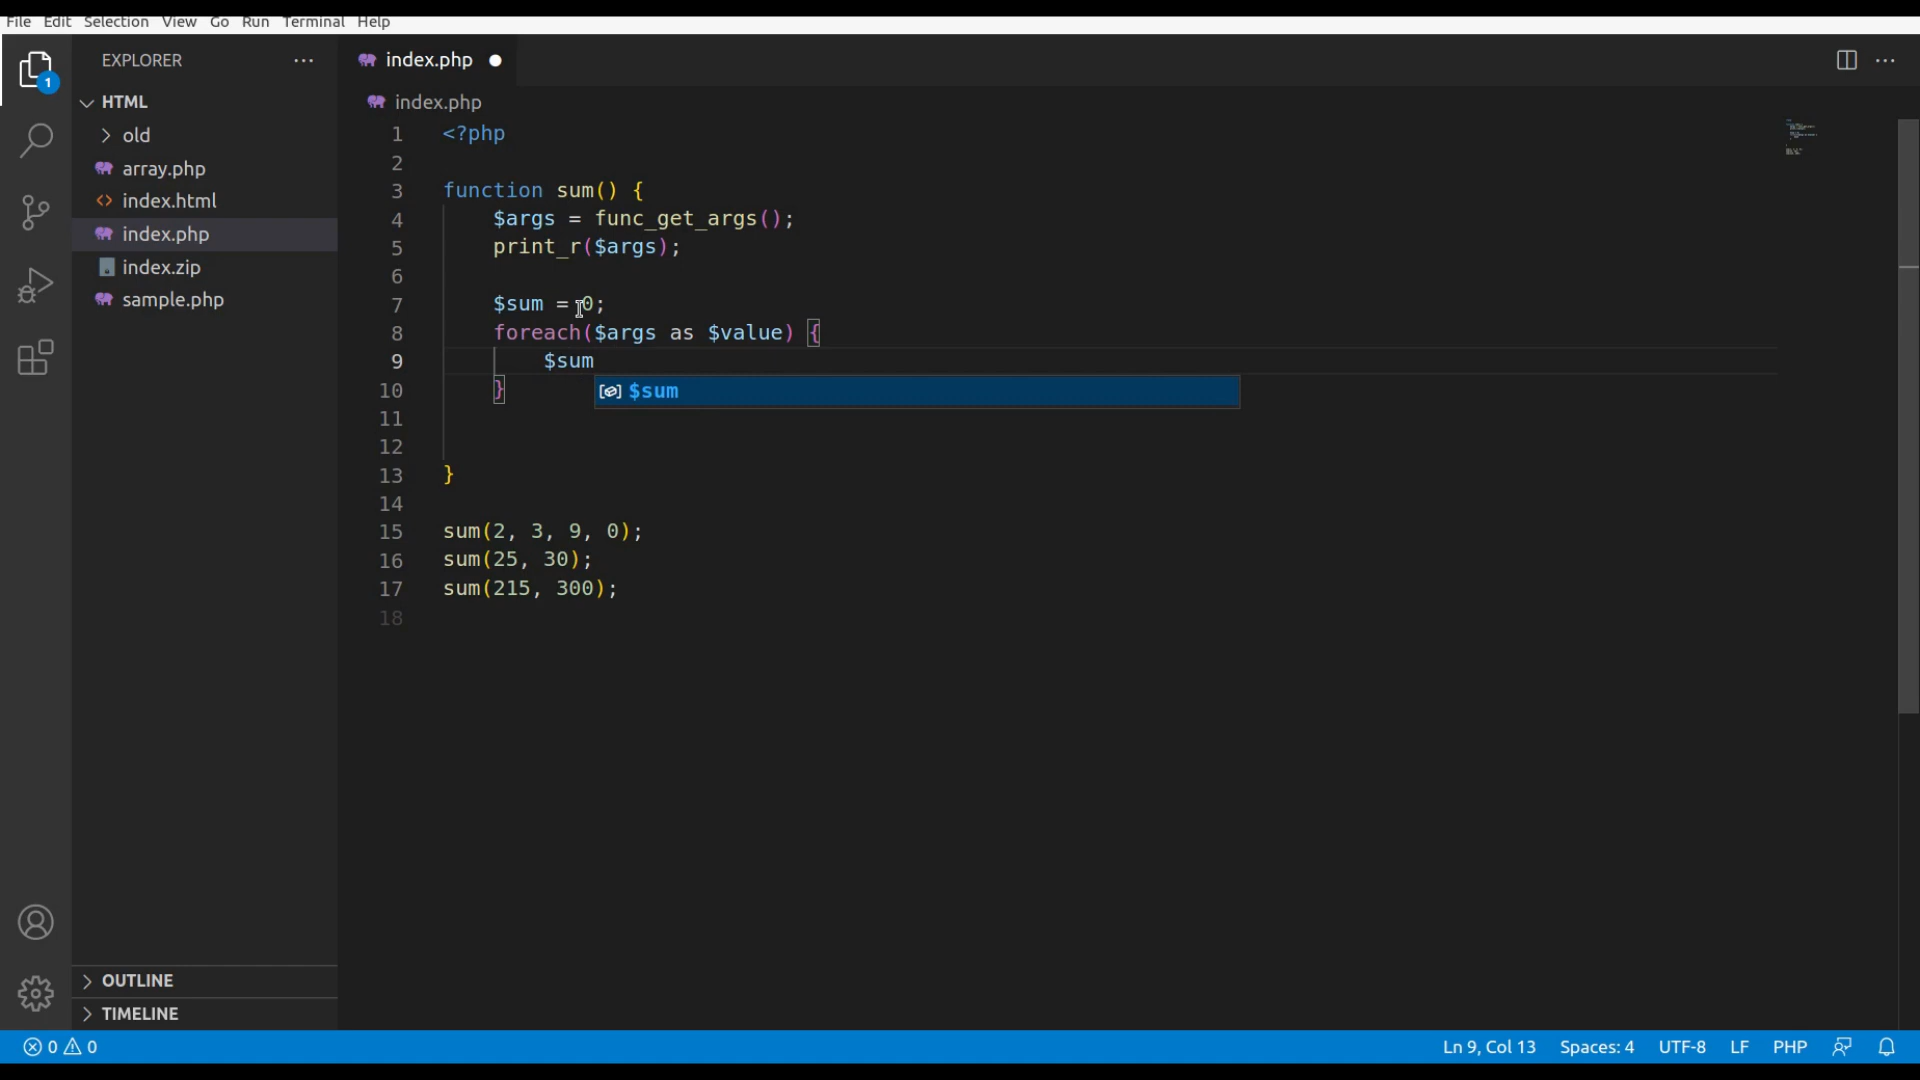 File Edit Selection View Go Run Terminal Help
1
EXPLORER
HTML
old
array.php
index.html
index.php
index.zip
sample.php
OUTLINE
TIMELINE
index.php
index.php
1 <?php
2
3 function sum() {
4 $args = func_get_args();
5 print_r($args);
6
7 $sum = 0;
8 foreach($args as $value) {
9 $sum
$sum
10 }
11
12
13 }
14
15 sum(2, 3, 9, 0);
16 sum(25, 30);
17 sum(215, 300);
18
0 0 Ln 9, Col 13 Spaces: 4 UTF-8 LF PHP